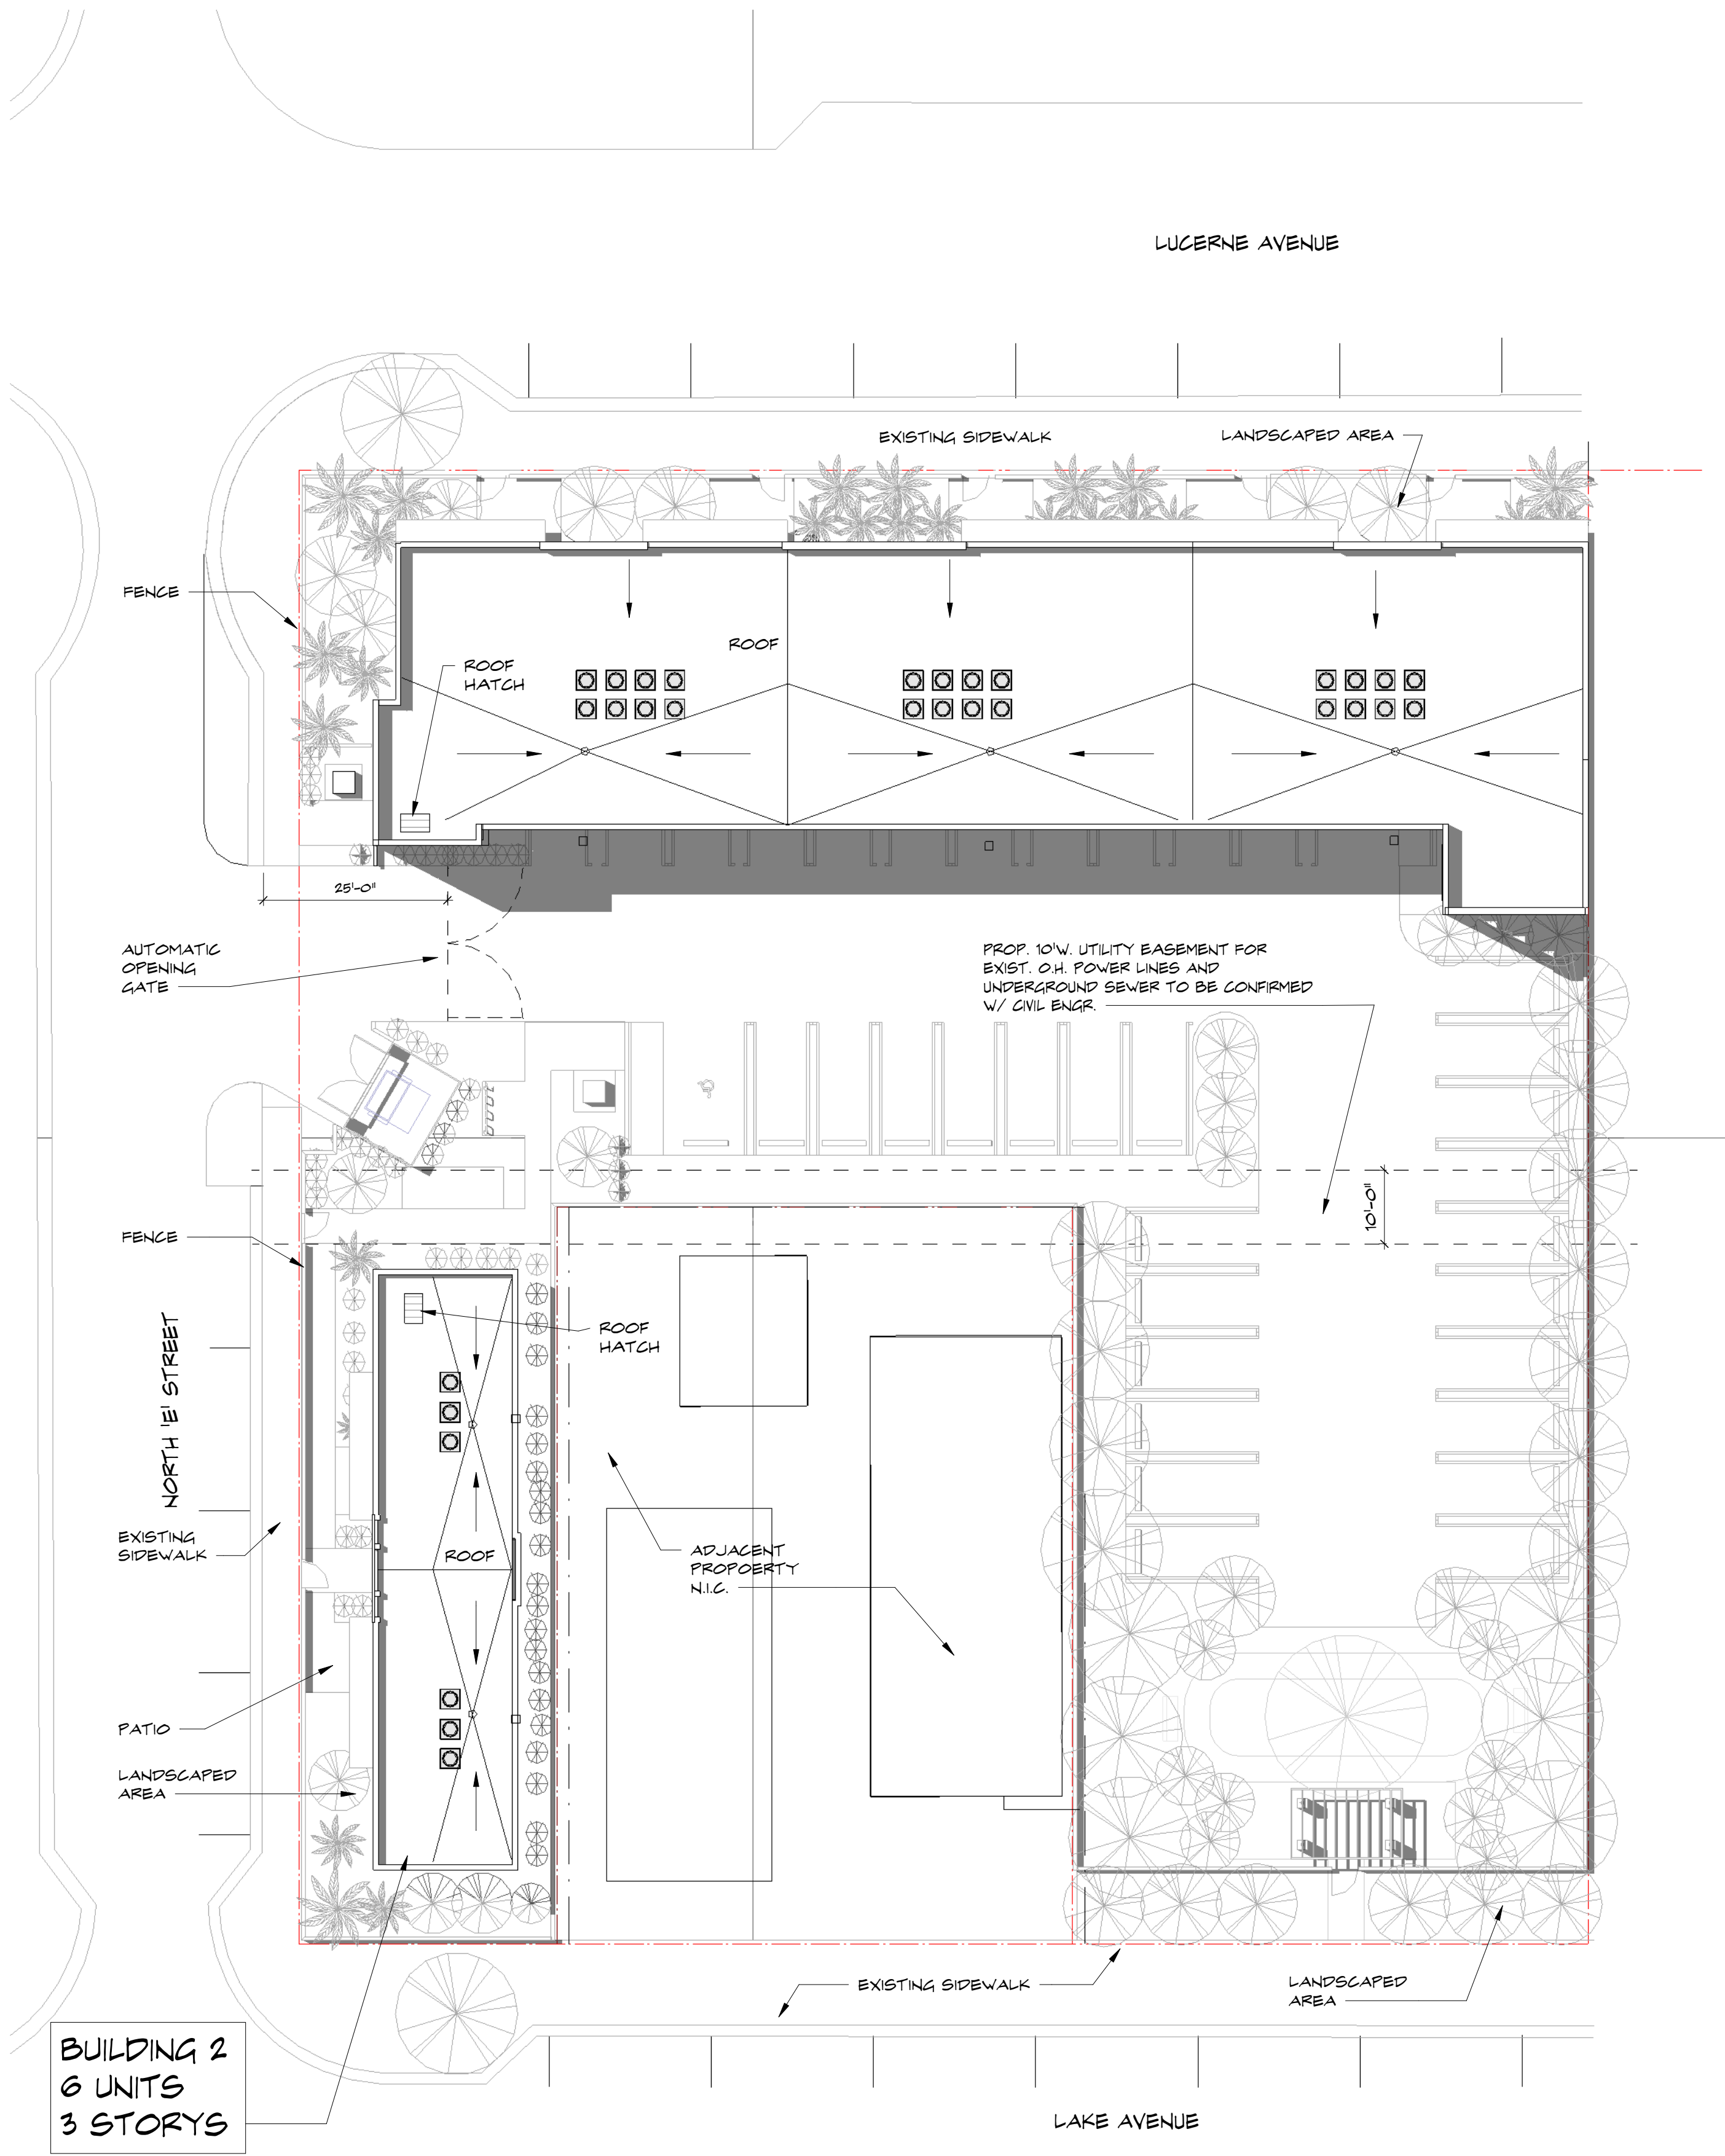 LUCERNE AVENUE
EXISTING SIDEWALK
LANDSCAPED AREA
FENCE
ROOF
ROOF
HATCH
25'-0"
AUTOMATIC
OPENING
GATE
PROP. 10'W. UTILITY EASEMENT FOR
EXIST. O.H. POWER LINES AND
UNDERGROUND SEWER TO BE CONFIRMED
W/ CIVIL ENGR.
10'-0"
FENCE
NORTH 'E' STREET
ROOF
HATCH
EXISTING
SIDEWALK
ROOF
ADJACENT
PROPOERTY
N.I.C.
PATIO
LANDSCAPED
AREA
EXISTING SIDEWALK
LANDSCAPED
AREA
BUILDING 2
6 UNITS
3 STORYS
LAKE AVENUE